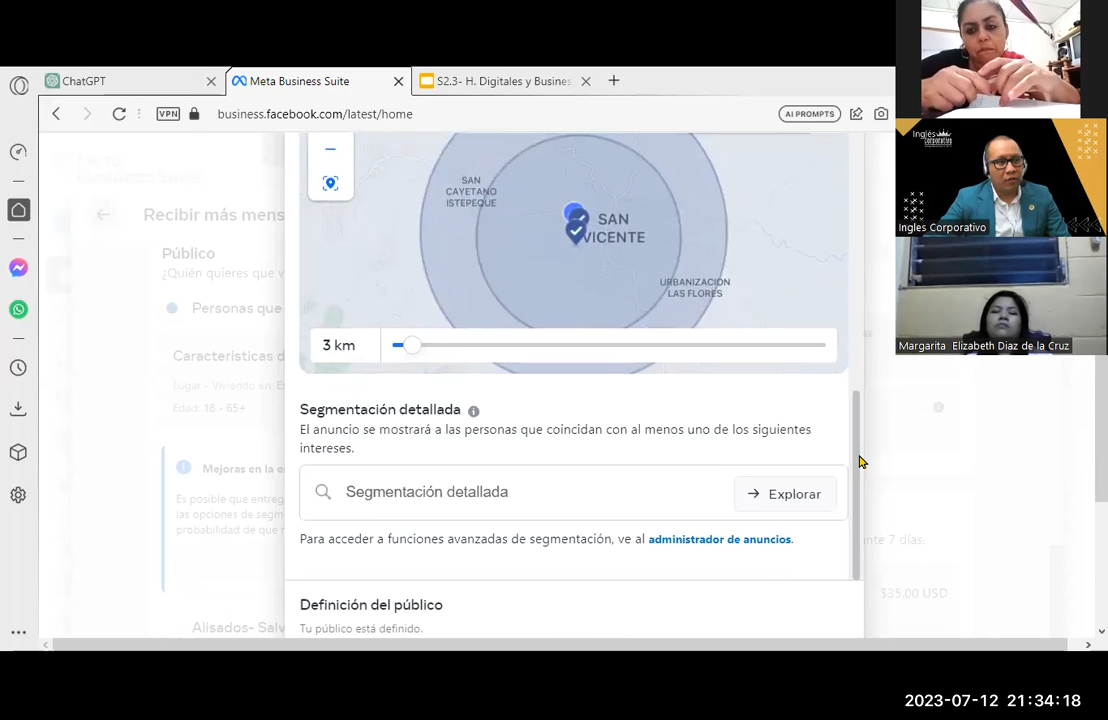 ChatGPT
Meta Business Suite
S2.3- H. Digitales y Busines
VPN
business.facebook.com/latest/home
AI PROMPTS
Recibir más mens
Público
¿Quién quieres que v
Personas que
Características d
Lugar - Viviendo en: Es
Edad: 18 - 65+
Mejoras en la e
Es posible que entreg
las opciones de segm
probabilidad de que r
Alisados- Salv
SAN
CAYETANO
ISTEPEQUE
SAN
VICENTE
URBANIZACIÓN
LAS FLORES
3 km
Segmentación detallada
El anuncio se mostrará a las personas que coincidan con al menos uno de los siguientes
intereses.
Segmentación detallada
Explorar
Para acceder a funciones avanzadas de segmentación, ve al administrador de anuncios.
Definición del público
Tu público está definido.
ante 7 días.
$35,00 USD
Inglés
Corporativo
Ingles Corporativo
Margarita Elizabeth Diaz de la Cruz
2023-07-12 21:34:18